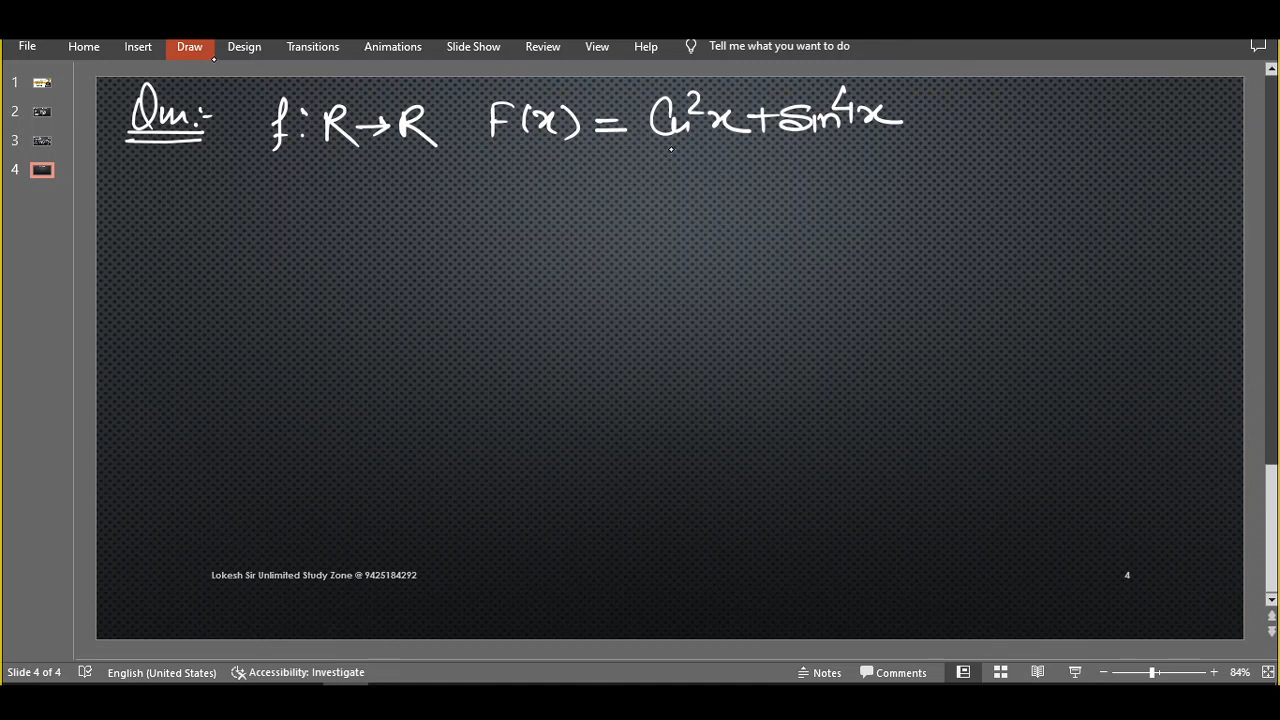 File Home Insert Draw Design Transitions Animations Slide Show Review View Help Tell me what you want to do
1
2
3
4
Qm:- f: R→R F(x) = Cos²x+sin⁴x
Lokesh Sir Unlimited Study Zone @ 9425184292 4
Slide 4 of 4 English (United States) Accessibility: Investigate Notes Comments 84%